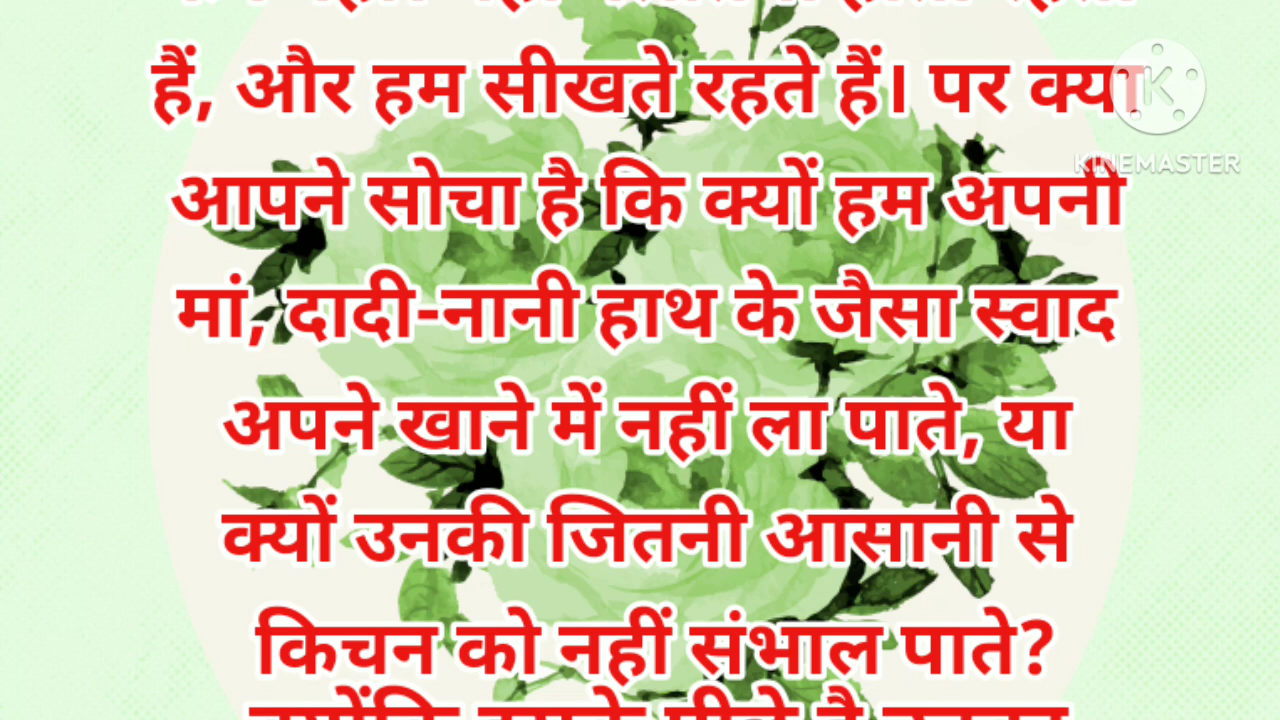 हैं, और हम सीखते रहते हैं। पर क्या
आपने सोचा है कि क्यों हम अपनी
मां, दादी-नानी हाथ के जैसा स्वाद
अपने खाने में नहीं ला पाते, या
क्यों उनकी जितनी आसानी से
किचन को नहीं संभाल पाते?
KINEMASTER